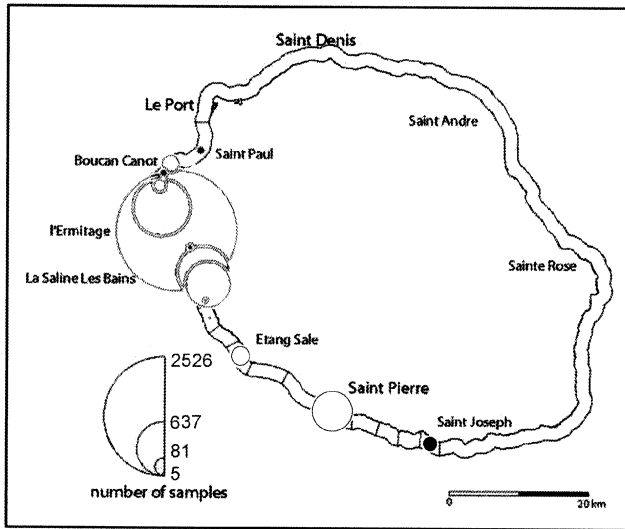 Saint Denis
Le Port
Saint Andre
Boucan Canot
Saint Paul
l'Ermitage
La Saline Les Bains
Sainte Rose
Etang Sale
2526
Saint Pierre
637
Saint Joseph
81
5
number of samples
0
20 km